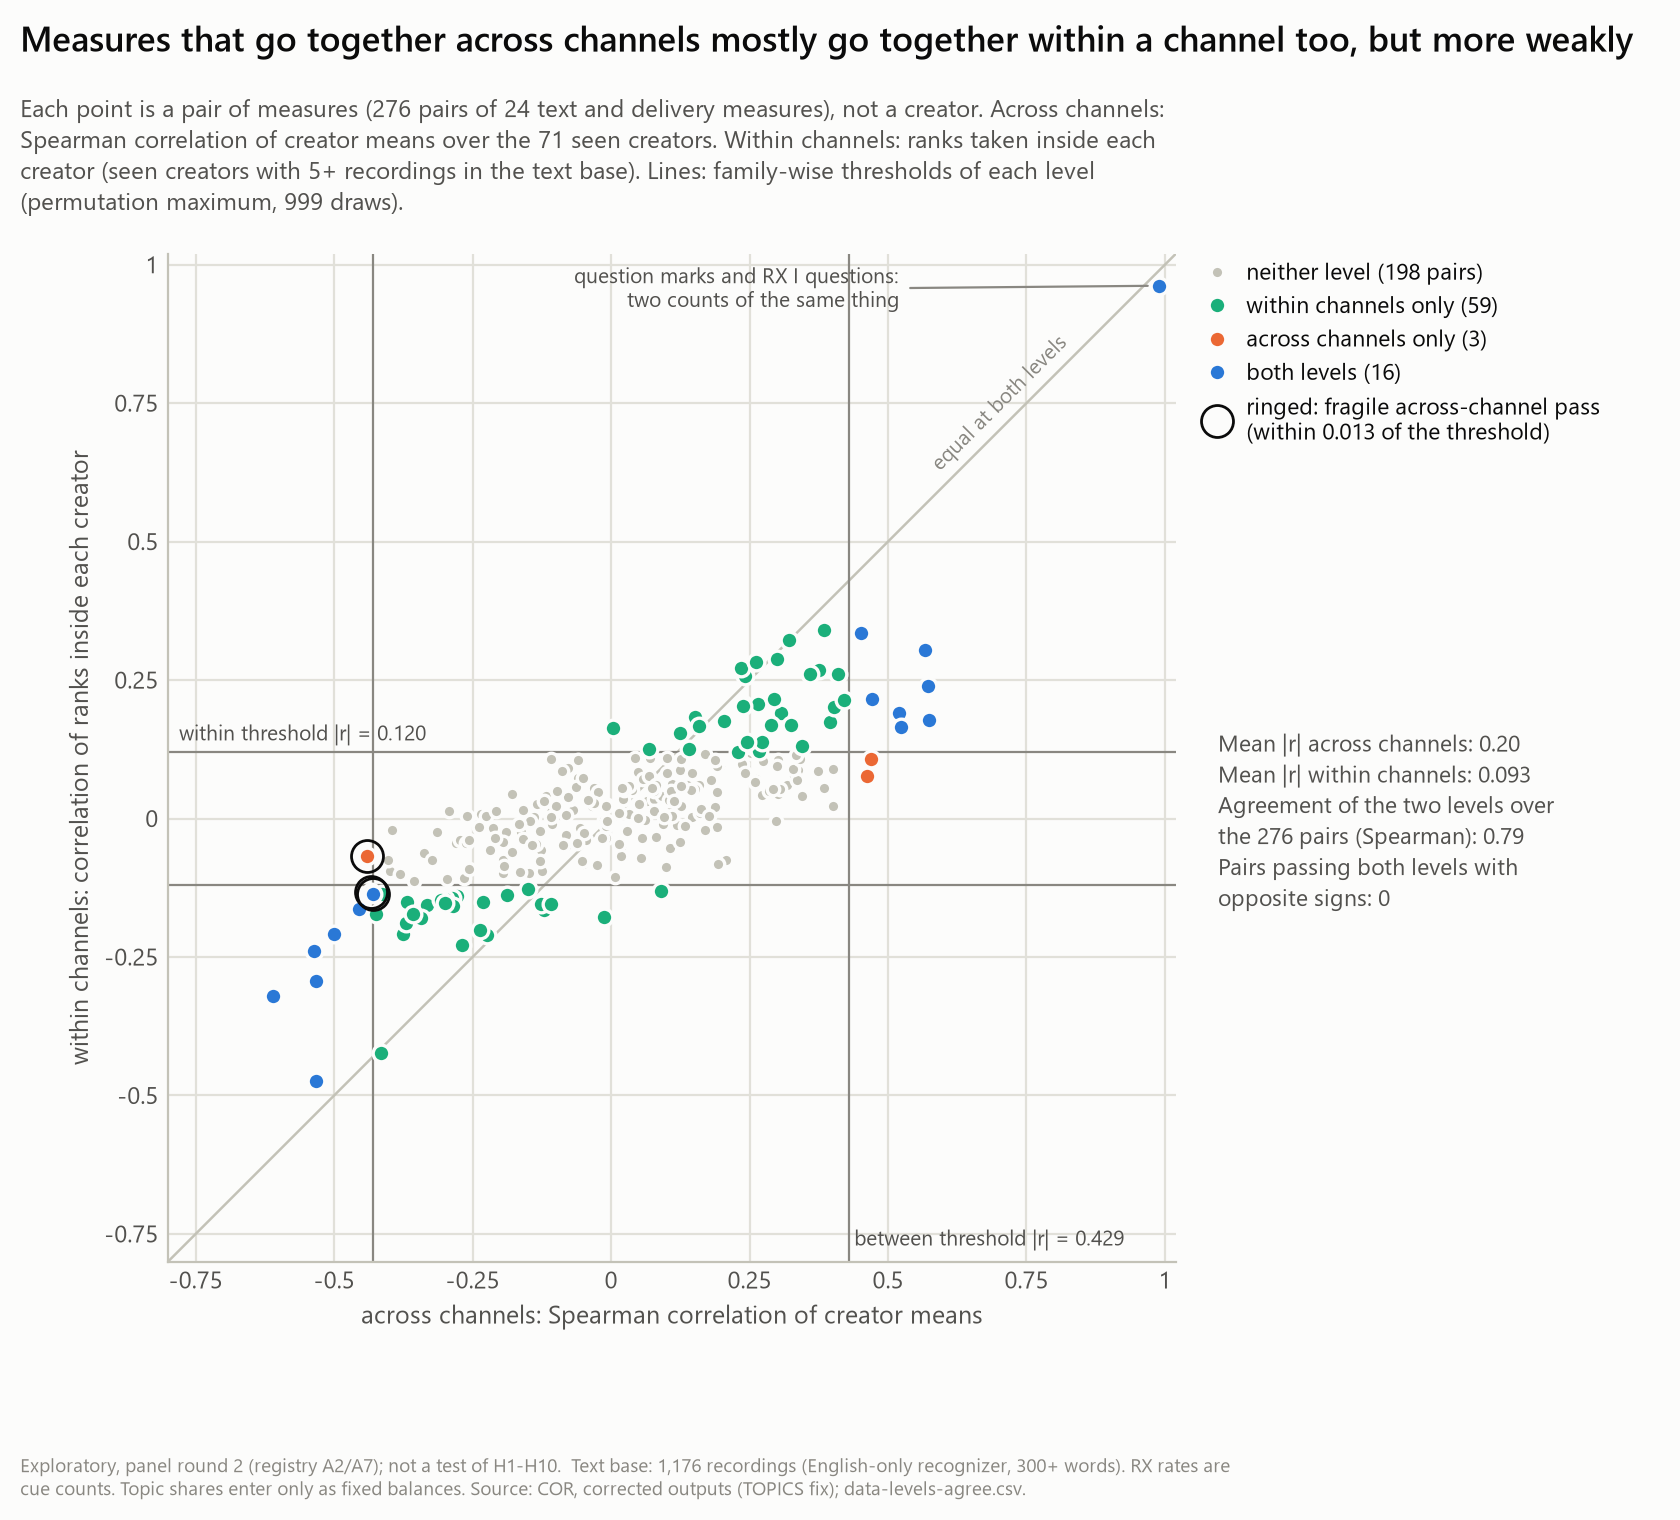 Measures that go together across channels mostly go together within a channel too, but more weakly
Each point is a pair of measures (276 pairs of 24 text and delivery measures), not a creator. Across channels:
Spearman correlation of creator means over the 71 seen creators. Within channels: ranks taken inside each
creator (seen creators with 5+ recordings in the text base). Lines: family-wise thresholds of each level
(permutation maximum, 999 draws).
question marks and RX I questions:
two counts of the same thing
equal at both levels
neither level (198 pairs)
within channels only (59)
across channels only (3)
both levels (16)
ringed: fragile across-channel pass
(within 0.013 of the threshold)
within channels: correlation of ranks inside each creator
1
0.75
0.5
0.25
0
-0.25
-0.5
-0.75
within threshold |r| = 0.120
Mean |r| across channels: 0.20
Mean |r| within channels: 0.093
Agreement of the two levels over
the 276 pairs (Spearman): 0.79
Pairs passing both levels with
opposite signs: 0
between threshold |r| = 0.429
-0.75
-0.5
-0.25
0
0.25
0.5
0.75
1
across channels: Spearman correlation of creator means
Exploratory, panel round 2 (registry A2/A7); not a test of H1-H10.  Text base: 1,176 recordings (English-only recognizer, 300+ words). RX rates are
cue counts. Topic shares enter only as fixed balances. Source: COR, corrected outputs (TOPICS fix); data-levels-agree.csv.